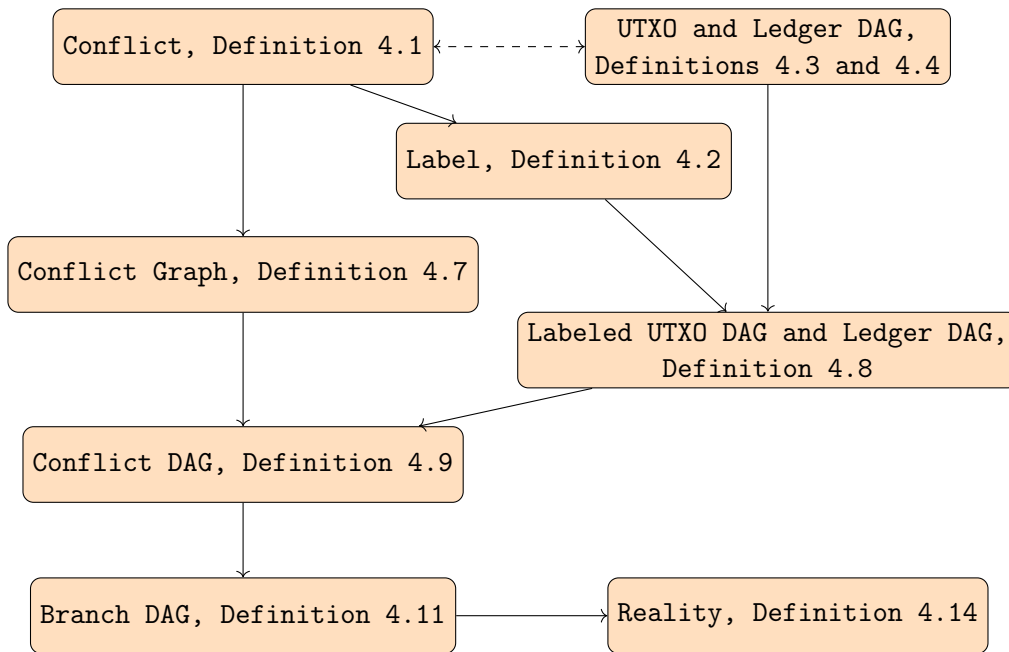 Conflict, Definition 4.1
UTXO and Ledger DAG,
Definitions 4.3 and 4.4
Label, Definition 4.2
Conflict Graph, Definition 4.7
Labeled UTXO DAG and Ledger DAG,
Definition 4.8
Conflict DAG, Definition 4.9
Branch DAG, Definition 4.11
Reality, Definition 4.14